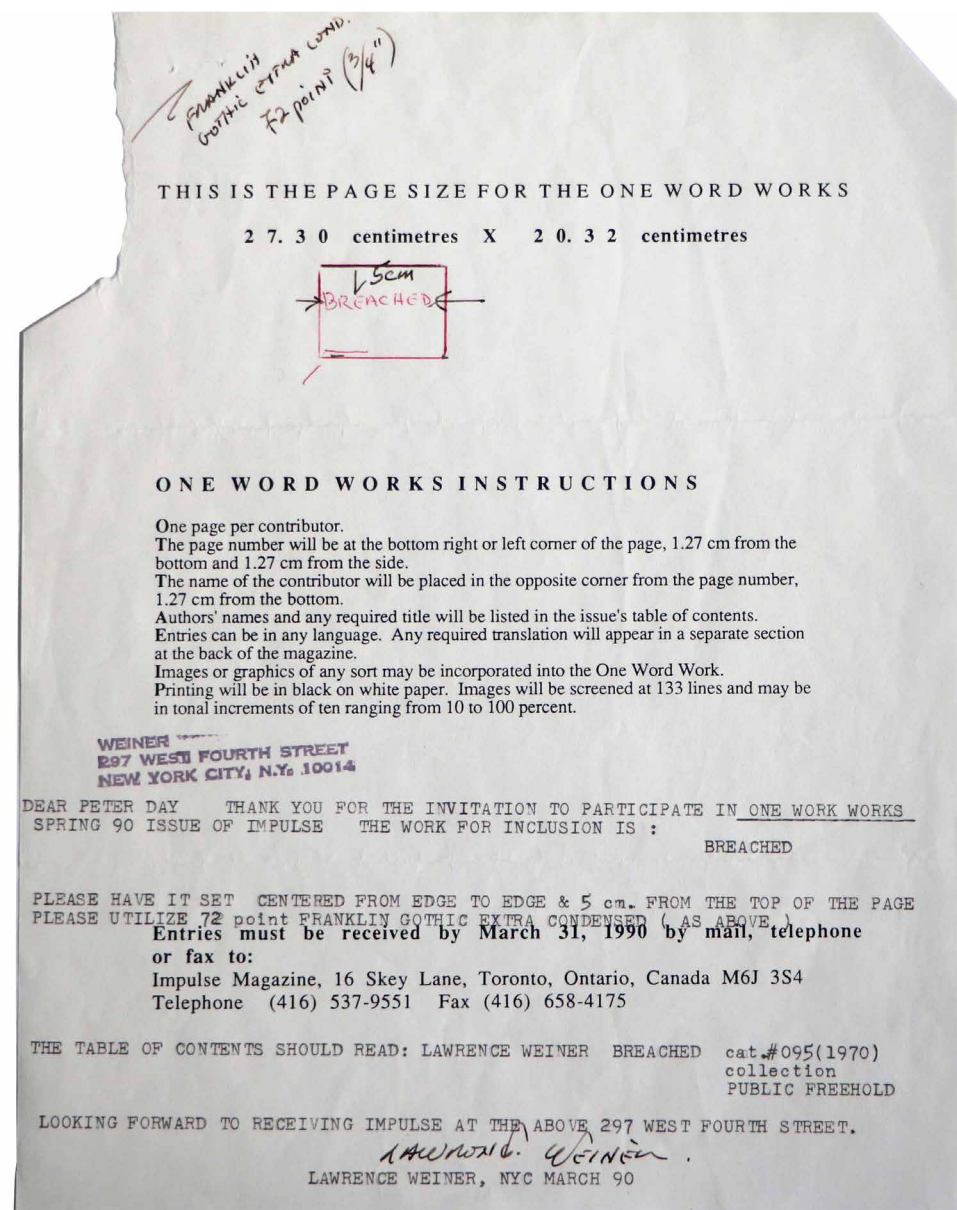 FRANKLIN
GOTHIC EXTRA COND.
72 POINT (3/4")
THIS IS THE PAGE SIZE FOR THE ONE WORD WORKS
27.30 centimetres X 20.32 centimetres
5cm
BREACHED
ONE WORD WORKS INSTRUCTIONS
One page per contributor.
The page number will be at the bottom right or left corner of the page, 1.27 cm from the
bottom and 1.27 cm from the side.
The name of the contributor will be placed in the opposite corner from the page number,
1.27 cm from the bottom.
Authors' names and any required title will be listed in the issue's table of contents.
Entries can be in any language. Any required translation will appear in a separate section
at the back of the magazine.
Images or graphics of any sort may be incorporated into the One Word Work.
Printing will be in black on white paper. Images will be screened at 133 lines and may be
in tonal increments of ten ranging from 10 to 100 percent.
WEINER
297 WEST FOURTH STREET
NEW YORK CITY, N.Y. 10014
DEAR PETER DAY THANK YOU FOR THE INVITATION TO PARTICIPATE IN ONE WORK WORKS
SPRING 90 ISSUE OF IMPULSE THE WORK FOR INCLUSION IS :
BREACHED
PLEASE HAVE IT SET CENTERED FROM EDGE TO EDGE & 5 cm. FROM THE TOP OF THE PAGE
PLEASE UTILIZE 72 point FRANKLIN GOTHIC EXTRA CONDENSED ( AS ABOVE )
Entries must be received by March 31, 1990 by mail, telephone
or fax to:
Impulse Magazine, 16 Skey Lane, Toronto, Ontario, Canada M6J 3S4
Telephone (416) 537-9551 Fax (416) 658-4175
THE TABLE OF CONTENTS SHOULD READ: LAWRENCE WEINER BREACHED cat.#095(1970)
collection
PUBLIC FREEHOLD
LOOKING FORWARD TO RECEIVING IMPULSE AT THE ABOVE 297 WEST FOURTH STREET.
LAWRENCE WEINER.
LAWRENCE WEINER, NYC MARCH 90